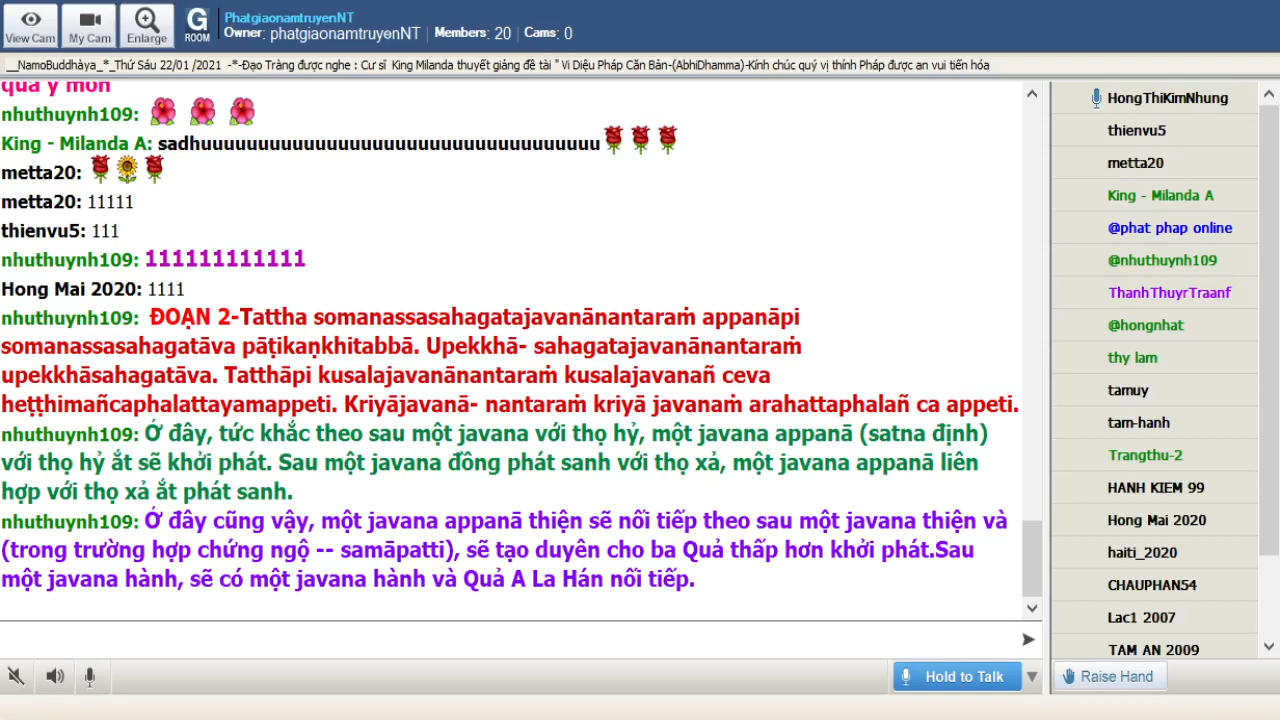 View Cam
My Cam
Enlarge
G
ROOM
PhatgiaonamtruyenNT
Owner: phatgiaonamtruyenNT | Members: 20 | Cams: 0
__NamoBuddhàya_*_Thứ Sáu 22/01 /2021 -*-Đạo Tràng được nghe : Cư sĩ King Milanda thuyết giảng đề tài " Vi Diệu Pháp Căn Bản-(AbhiDhamma)-Kính chúc quý vị thính Pháp được an vui tiến hóa
qua ý môn
nhuthuynh109:
King - Milanda A: sadhuuuuuuuuuuuuuuuuuuuuuuuuuuuuuuuuuuu
metta20:
metta20: 11111
thienvu5: 111
nhuthuynh109: 111111111111
Hong Mai 2020: 1111
nhuthuynh109: ĐOẠN 2-Tattha somanassasahagatajavanānantaraṁ appanāpi
somanassasahagatāva pāṭikaṇkhitabbā. Upekkhā- sahagatajavanānantaraṁ
upekkhāsahagatāva. Tatthāpi kusalajavanānantaraṁ kusalajavanañ ceva
heṭṭhimañcaphalattayamappeti. Kriyājavanā- nantaraṁ kriyā javanaṁ arahattaphalañ ca appeti.
nhuthuynh109: Ở đây, tức khắc theo sau một javana với thọ hỷ, một javana appanā (satna định)
với thọ hỷ ắt sẽ khởi phát. Sau một javana đồng phát sanh với thọ xả, một javana appanā liên
hợp với thọ xả ắt phát sanh.
nhuthuynh109: Ở đây cũng vậy, một javana appanā thiện sẽ nối tiếp theo sau một javana thiện và
(trong trường hợp chứng ngộ -- samāpatti), sẽ tạo duyên cho ba Quả thấp hơn khởi phát.Sau
một javana hành, sẽ có một javana hành và Quả A La Hán nối tiếp.
Hold to Talk
HongThiKimNhung
thienvu5
metta20
King - Milanda A
@phat phap online
@nhuthuynh109
ThanhThuyrTraanf
@hongnhat
thy lam
tamuy
tam-hanh
Trangthu-2
HANH KIEM 99
Hong Mai 2020
haiti_2020
CHAUPHAN54
Lac1 2007
TAM AN 2009
Raise Hand